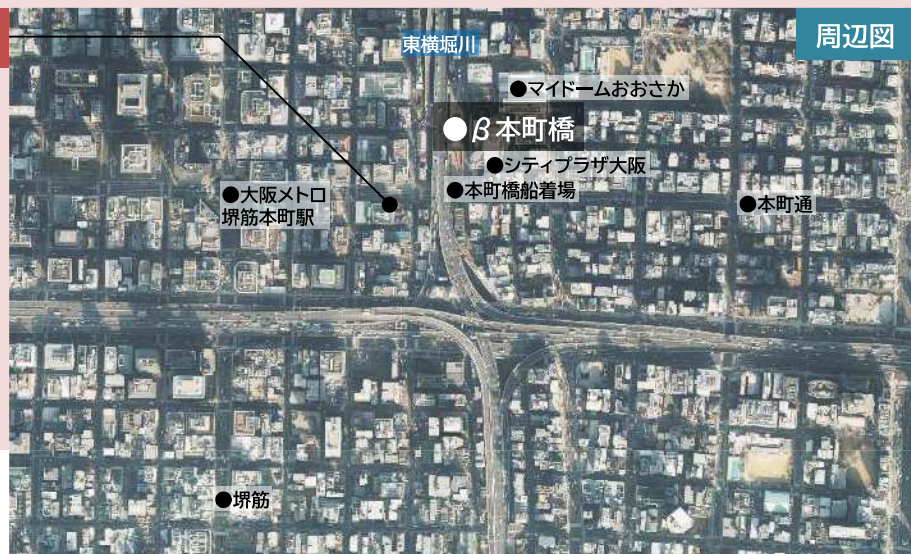 周辺図
東横堀川
●マイドームおおさか
●β本町橋
●シティプラザ大阪
●本町橋船着場
●大阪メトロ
堺筋本町駅
●本町通
●堺筋